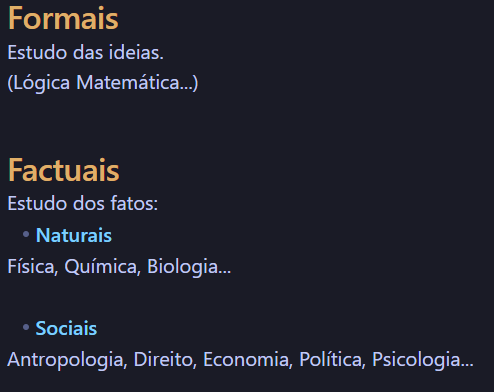 Formais
Estudo das ideias.
(Lógica Matemática...)
Factuais
Estudo dos fatos:
• Naturais
Física, Química, Biologia...
• Sociais
Antropologia, Direito, Economia, Política, Psicologia...